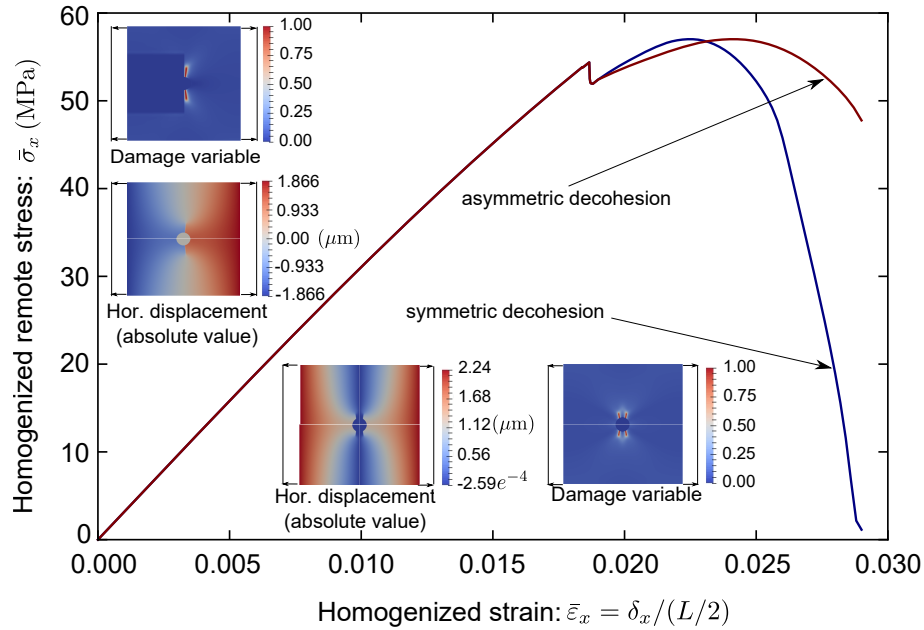 60
50
40
30
20
10
0
Homogenized remote stress: σ̄ₓ (MPa)
1.00
0.75
0.50
0.25
0.00
Damage variable
1.866
0.933
0.00 (μm)
-0.933
-1.866
Hor. displacement
(absolute value)
asymmetric decohesion
symmetric decohesion
2.24
1.68
1.12 (μm)
0.56
-2.59e⁻⁴
Hor. displacement
(absolute value)
1.00
0.75
0.50
0.25
0.00
Damage variable
0.000 0.005 0.010 0.015 0.020 0.025 0.030
Homogenized strain: ε̄ₓ = δₓ/(L/2)